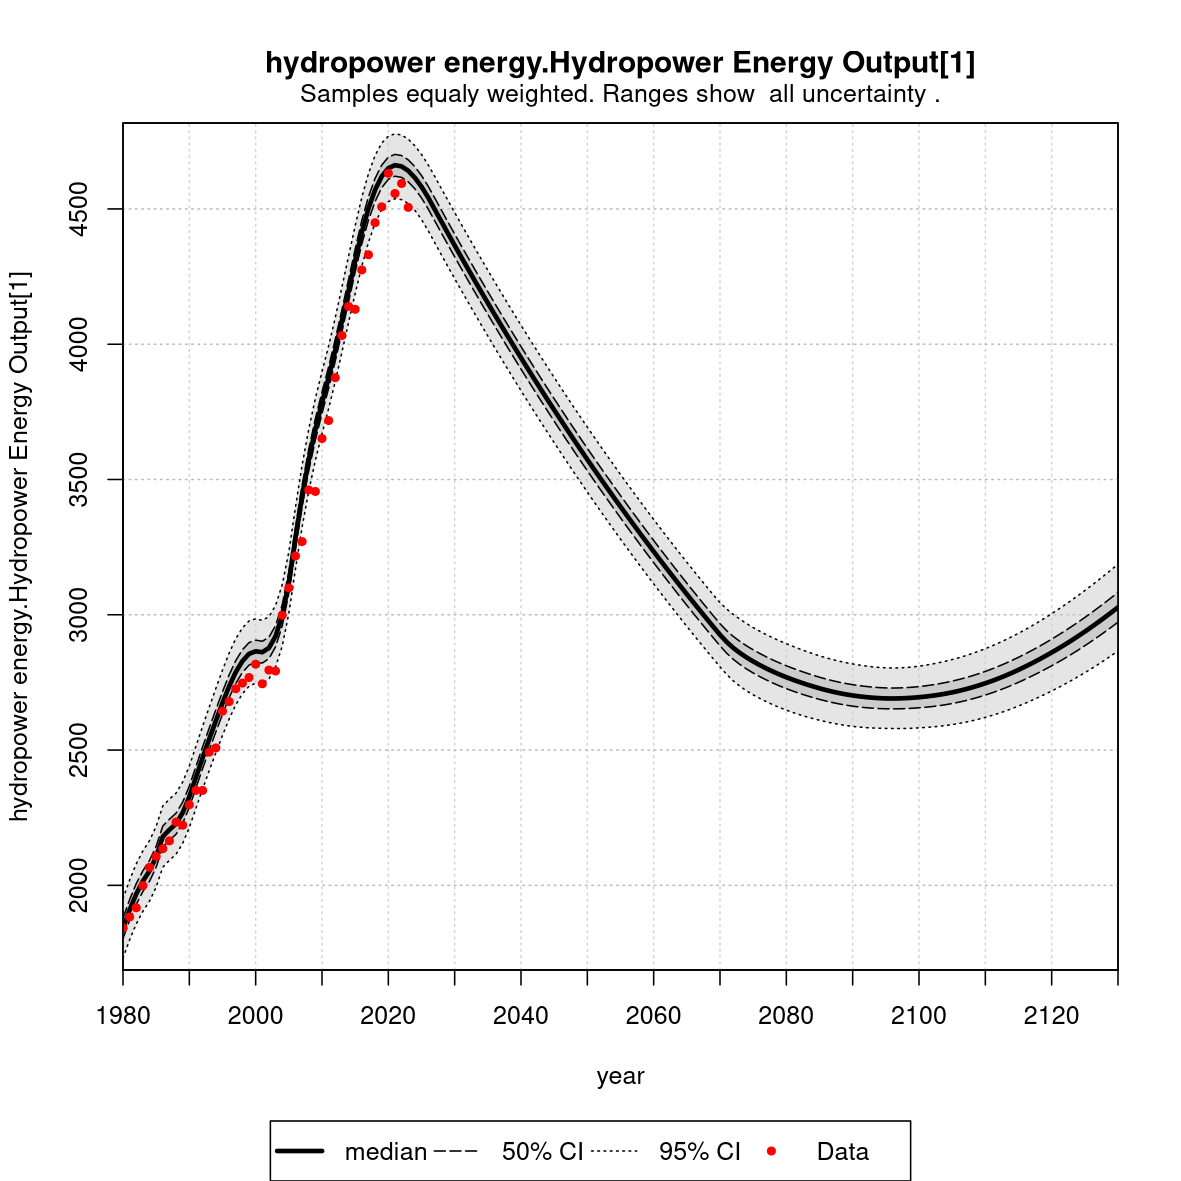 hydropower energy.Hydropower Energy Output[1]
Samples equaly weighted. Ranges show  all uncertainty .
hydropower energy.Hydropower Energy Output[1]
4500
4000
3500
3000
2500
2000
1980 2000 2020 2040 2060 2080 2100 2120
year
median 50% CI 95% CI Data